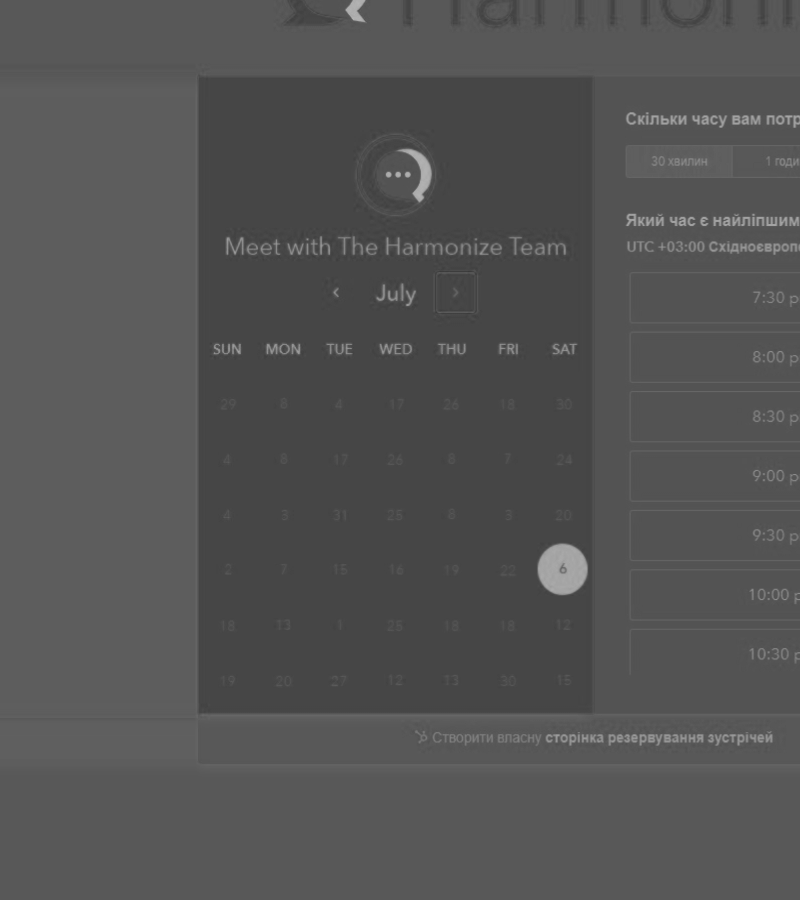 Harmoni
Meet with The Harmonize Team
July
SUN MON TUE WED THU FRI SAT
29 8 4 17 26 18 30
4 8 17 26 8 7 24
4 3 31 25 8 3 20
2 7 15 16 19 22 6
18 13 1 28 18 18 12
19 20 27 12 13 30 15
Скільки часу вам потр
30 хвилин 1 годи
Який час є найліпшим
UTC +03:00 Східноєвроп
7:30 p
8:00 p
8:30 p
9:00 p
9:30 p
10:00 p
10:30 p
Створити власну сторінка резервування зустрічей